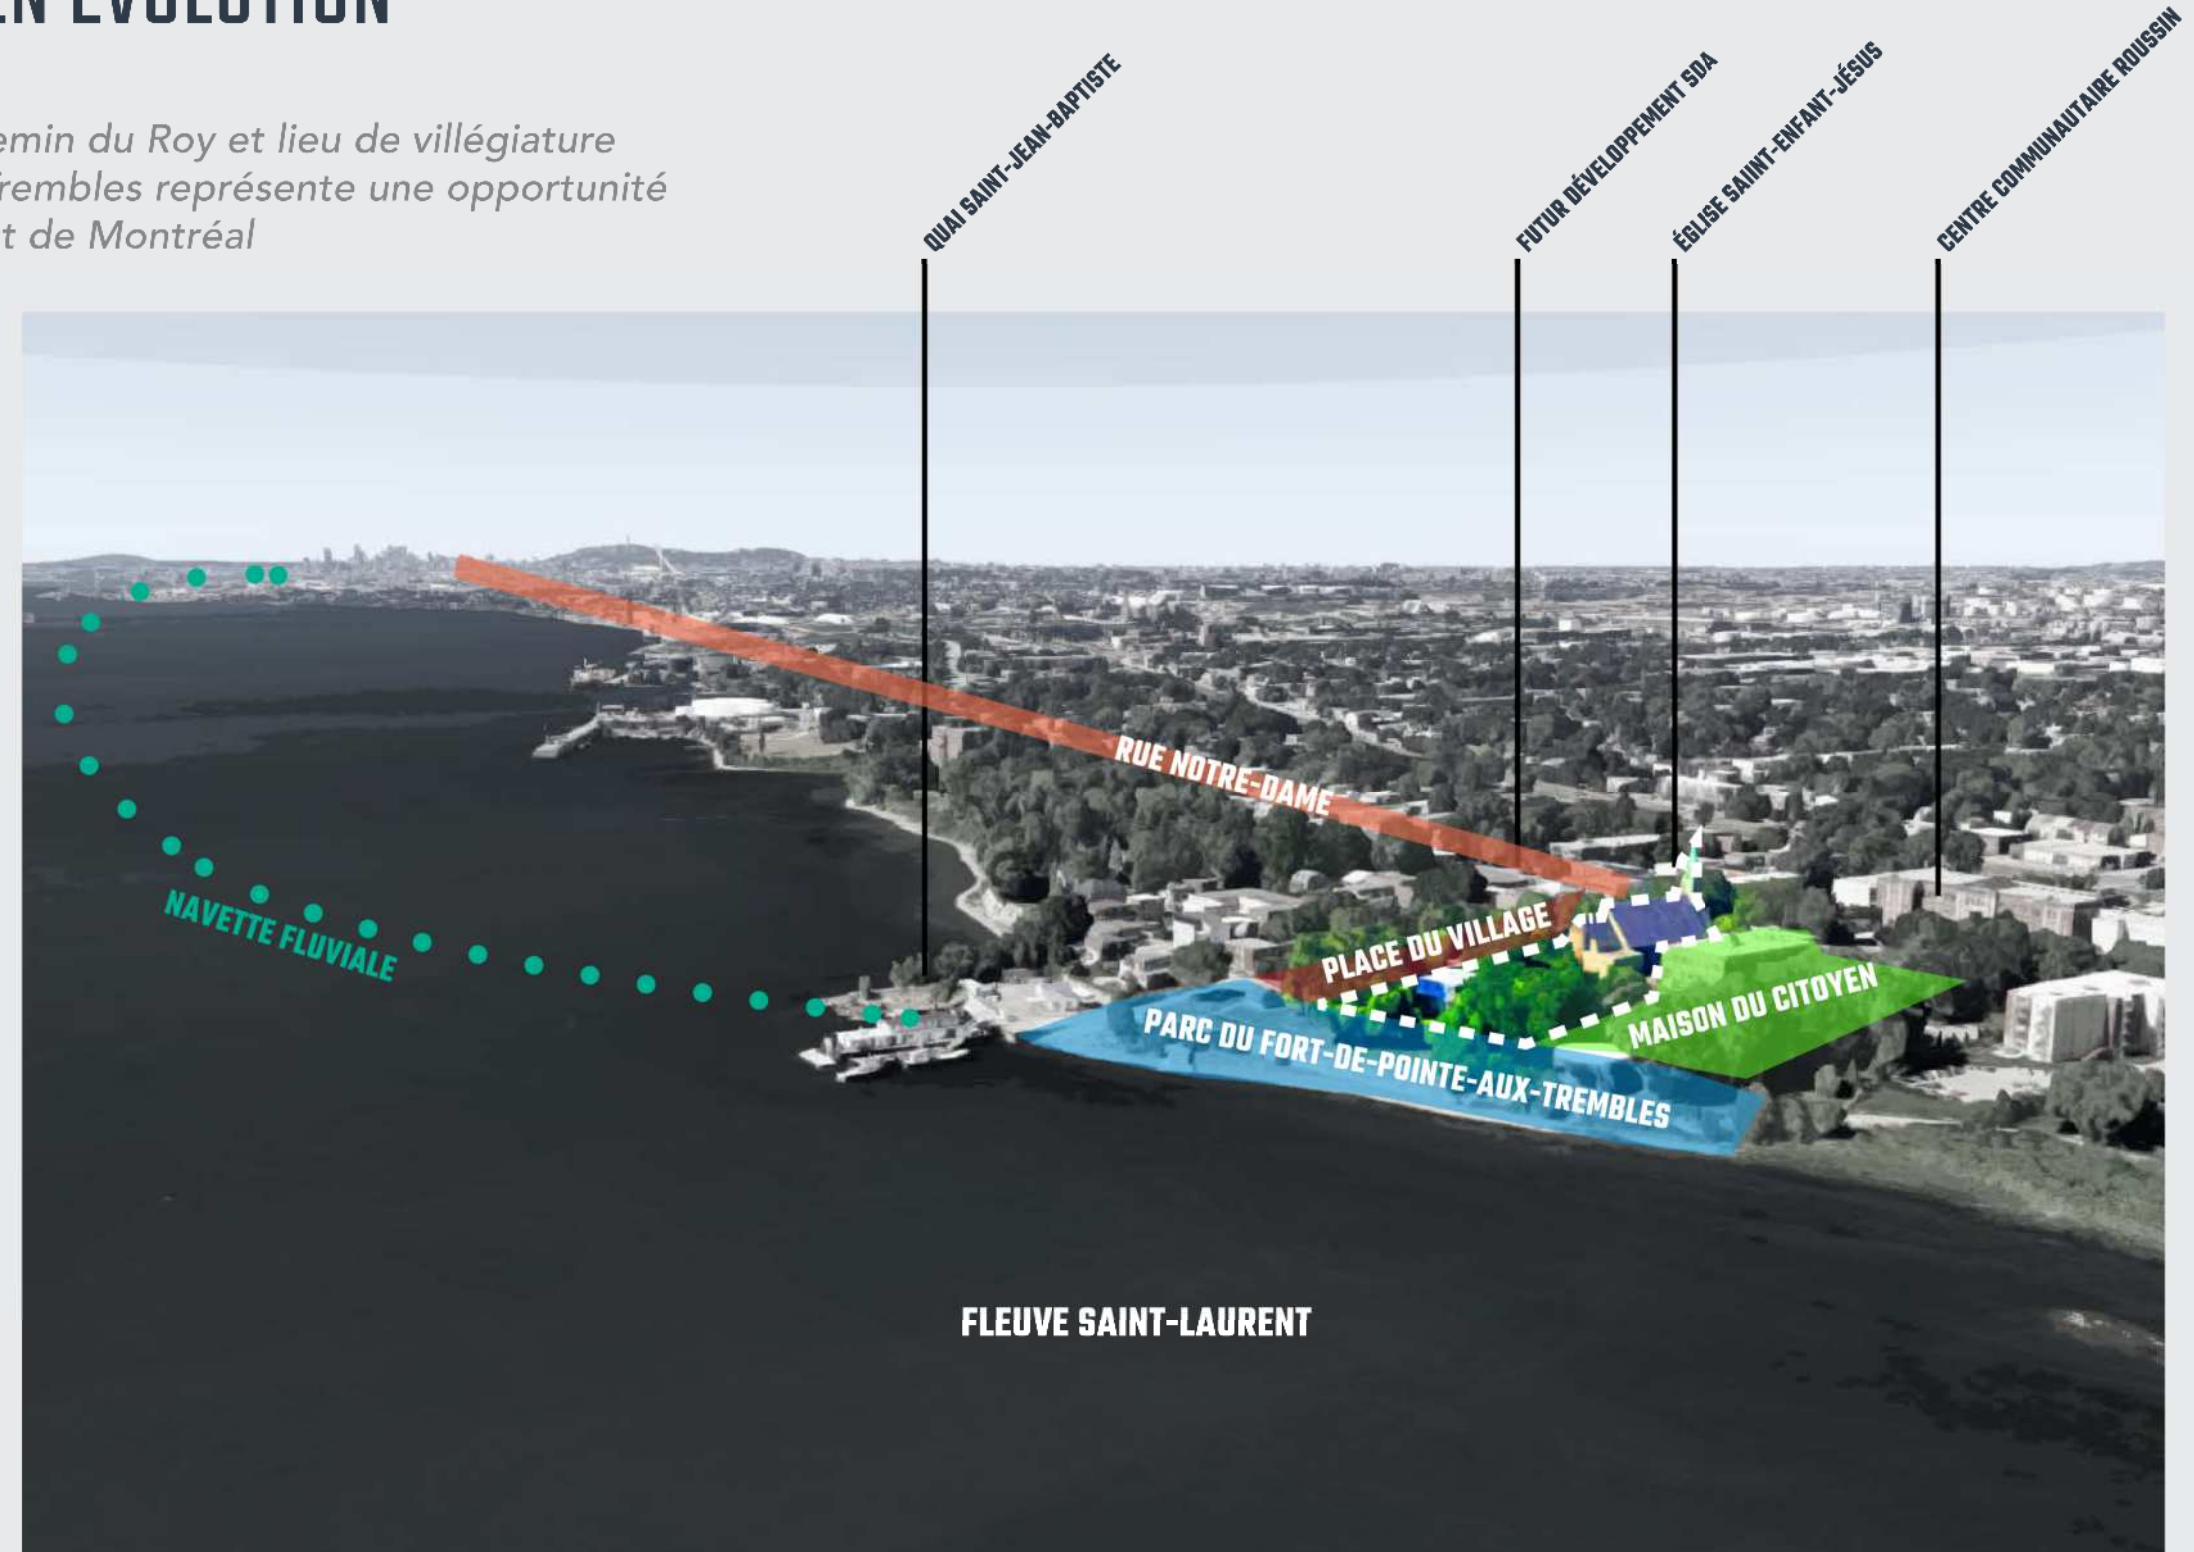 EN ÉVOLUTION
emin du Roy et lieu de villégiature
rembles représente une opportunité
t de Montréal
QUAI SAINT-JEAN-BAPTISTE
FUTUR DÉVELOPPEMENT SDA
ÉGLISE SAIINT-ENFANT-JÉSUS
CENTRE COMMUNAUTAIRE ROUSSIN
RUE NOTRE-DAME
NAVETTE FLUVIALE
PLACE DU VILLAGE
MAISON DU CITOYEN
PARC DU FORT-DE-POINTE-AUX-TREMBLES
FLEUVE SAINT-LAURENT